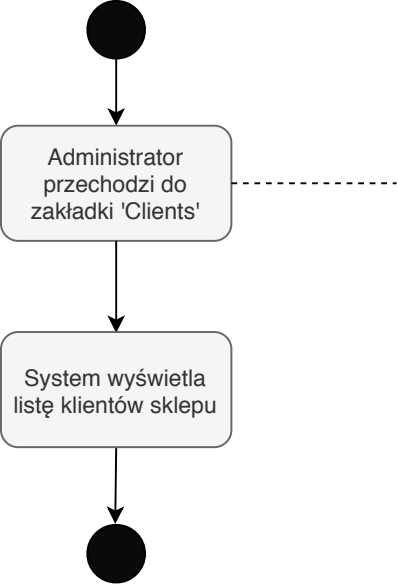 Administrator
przechodzi do
zakładki 'Clients'
System wyświetla
listę klientów sklepu